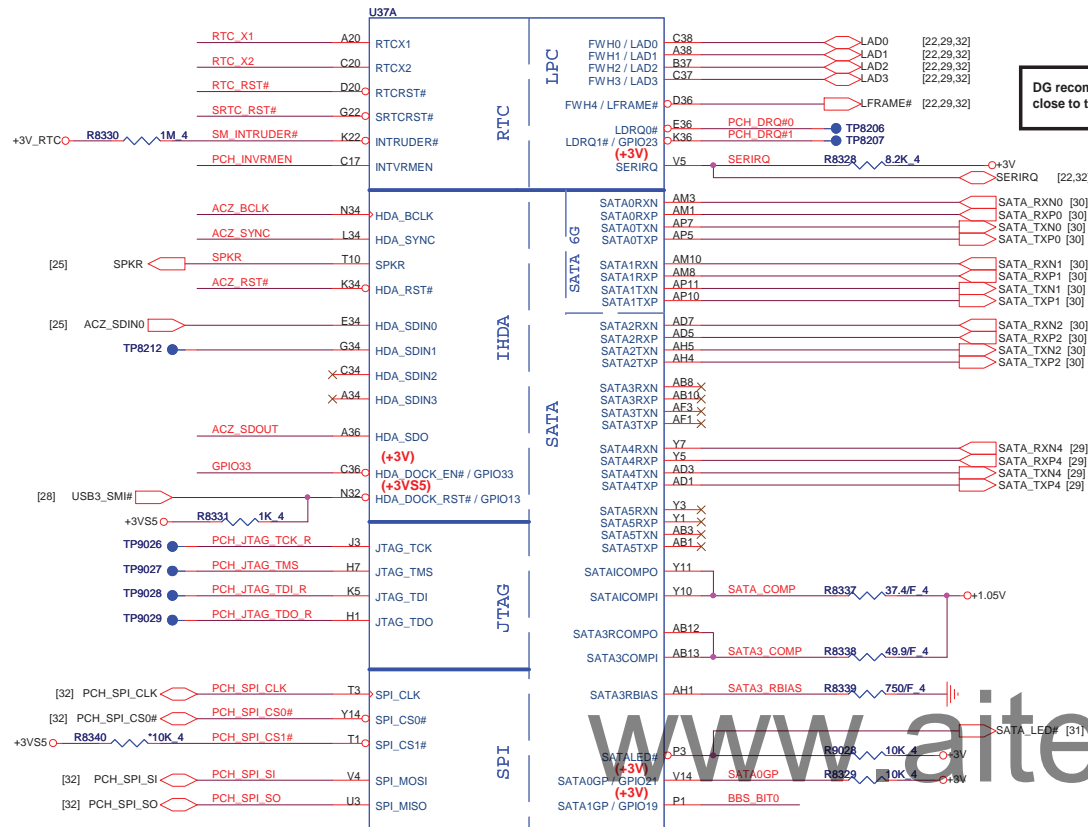 U37A
RTC_X1 A20 RTCX1
RTC_X2 C20 RTCX2
RTC_RST# D20 RTCRST#
SRTC_RST# G22 SRTCRST#
+3V_RTC R8330 1M_4 SM_INTRUDER# K22 INTRUDER#
PCH_INVRMEN C17 INTVRMEN
RTC
LPC
FWH0 / LAD0 C38 LAD0 [22,29,32]
FWH1 / LAD1 A38 LAD1 [22,29,32]
FWH2 / LAD2 B37 LAD2 [22,29,32]
FWH3 / LAD3 C37 LAD3 [22,29,32]
FWH4 / LFRAME# D36 LFRAME# [22,29,32]
LDRQ0# E36 PCH_DRQ#0 TP8206
LDRQ1# / GPIO23 K36 PCH_DRQ#1 TP8207
(+3V)
SERIRQ V5 SERIRQ R8328 8.2K_4 +3V
SERIRQ [22,32
DG recon
close to t
ACZ_BCLK N34 HDA_BCLK
ACZ_SYNC L34 HDA_SYNC
[25] SPKR SPKR T10 SPKR
ACZ_RST# K34 HDA_RST#
[25] ACZ_SDIN0 E34 HDA_SDIN0
TP8212 G34 HDA_SDIN1
C34 HDA_SDIN2
A34 HDA_SDIN3
ACZ_SDOUT A36 HDA_SDO
(+3V)
GPIO33 C36 HDA_DOCK_EN# / GPIO33
(+3VS5)
[28] USB3_SMI# N32 HDA_DOCK_RST# / GPIO13
+3VS5 R8331 1K_4
IHDA
SATA 6G
SATA
SATA0RXN AM3 SATA_RXN0 [30]
SATA0RXP AM1 SATA_RXP0 [30]
SATA0TXN AP7 SATA_TXN0 [30]
SATA0TXP AP5 SATA_TXP0 [30]
SATA1RXN AM10 SATA_RXN1 [30]
SATA1RXP AM8 SATA_RXP1 [30]
SATA1TXN AP11 SATA_TXN1 [30]
SATA1TXP AP10 SATA_TXP1 [30]
SATA2RXN AD7 SATA_RXN2 [30]
SATA2RXP AD5 SATA_RXP2 [30]
SATA2TXN AH5 SATA_TXN2 [30]
SATA2TXP AH4 SATA_TXP2 [30]
SATA3RXN AB8
SATA3RXP AB10
SATA3TXN AF3
SATA3TXP AF1
SATA4RXN Y7 SATA_RXN4 [29]
SATA4RXP Y5 SATA_RXP4 [29]
SATA4TXN AD3 SATA_TXN4 [29]
SATA4TXP AD1 SATA_TXP4 [29]
SATA5RXN Y3
SATA5RXP Y1
SATA5TXN AB3
SATA5TXP AB1
SATAICOMPO Y11
SATAICOMPI Y10 SATA_COMP R8337 37.4/F_4 +1.05V
SATA3RCOMPO AB12
SATA3COMPI AB13 SATA3_COMP R8338 49.9/F_4
SATA3RBIAS AH1 SATA3_RBIAS R8339 750/F_4
SATA_LED# [31]
SATALED# P3 R9028 10K_4 +3V
(+3V)
SATA0GP / GPIO21 V14 SATA0GP R8329 10K_4 +3V
(+3V)
SATA1GP / GPIO19 P1 BBS_BIT0
TP9026 PCH_JTAG_TCK_R J3 JTAG_TCK
TP9027 PCH_JTAG_TMS H7 JTAG_TMS
TP9028 PCH_JTAG_TDI_R K5 JTAG_TDI
TP9029 PCH_JTAG_TDO_R H1 JTAG_TDO
JTAG
[32] PCH_SPI_CLK PCH_SPI_CLK T3 SPI_CLK
[32] PCH_SPI_CS0# PCH_SPI_CS0# Y14 SPI_CS0#
+3VS5 R8340 *10K_4 PCH_SPI_CS1# T1 SPI_CS1#
[32] PCH_SPI_SI PCH_SPI_SI V4 SPI_MOSI
[32] PCH_SPI_SO PCH_SPI_SO U3 SPI_MISO
SPI
www.aite